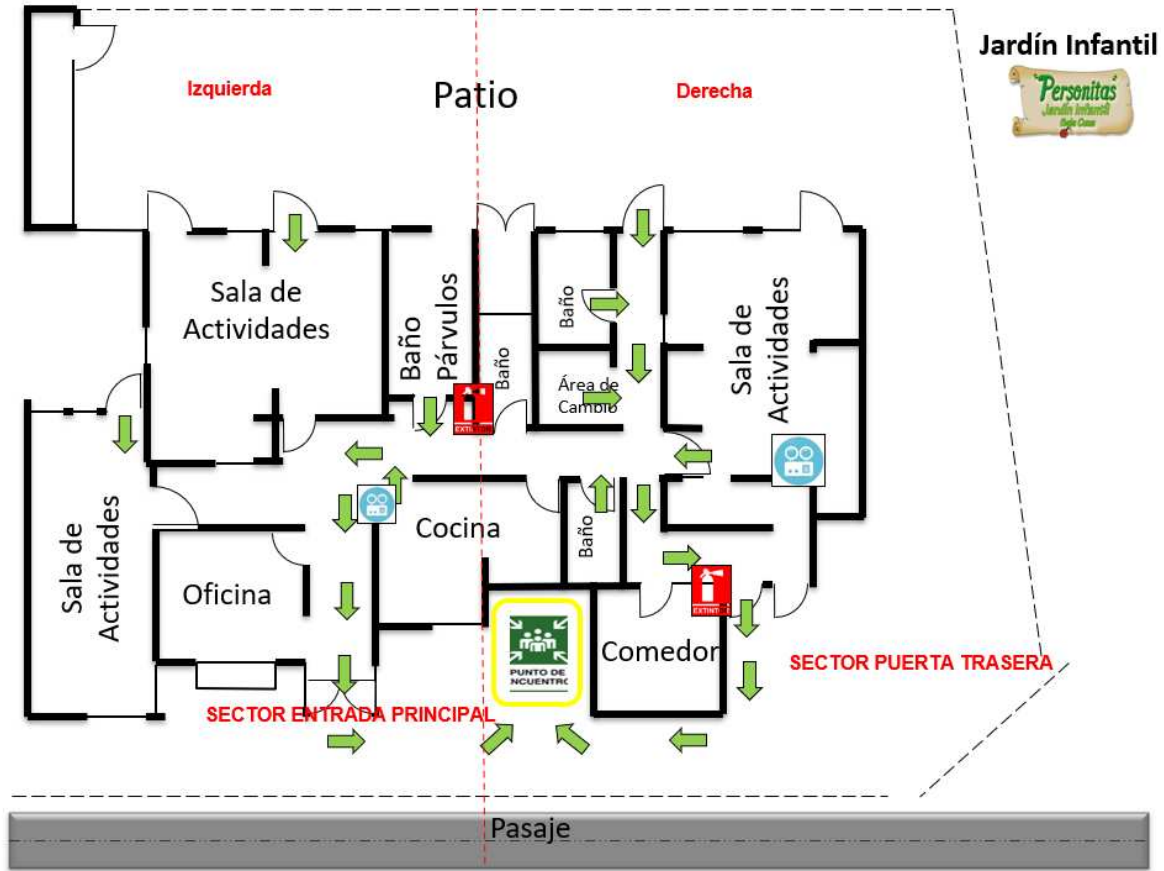 Jardín Infantil
Personitas
Jardín Infantil
Izquierda
Patio
Derecha
Sala de
Actividades
Baño
Párvulos
Baño
Baño
Área de
Cambio
Sala de
Actividades
EXTINTOR
Sala de
Actividades
Oficina
Cocina
Baño
EXTINTOR
PUNTO DE
NCUENTRO
Comedor
SECTOR PUERTA TRASERA
SECTOR ENTRADA PRINCIPAL
Pasaje